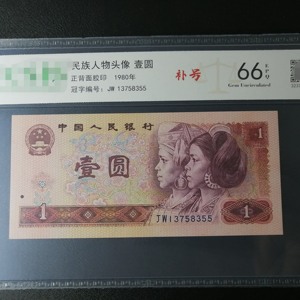 民族人物头像 壹圆
正背面胶印 1980年
冠字编号: JW 13758355
补号
66 EPQ
Gem Uncirculated
中国人民银行
1
壹圆
1
JW13758355